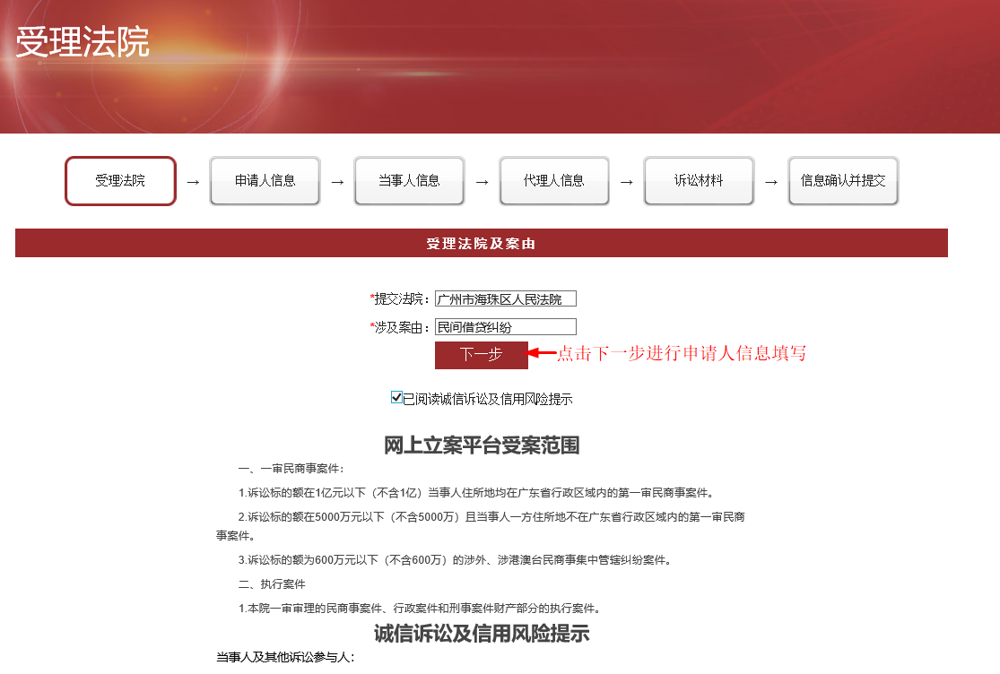 受理法院
受理法院 → 申请人信息 → 当事人信息 → 代理人信息 → 诉讼材料 → 信息确认并提交
受理法院及案由
*提交法院： 广州市海珠区人民法院
*涉及案由： 民间借贷纠纷
下一步 点击下一步进行申请人信息填写
已阅读诚信诉讼及信用风险提示
网上立案平台受案范围
一、一审民商事案件：
1.诉讼标的额在1亿元以下（不含1亿）当事人住所地均在广东省行政区域内的第一审民商事案件。
2.诉讼标的额在5000万元以下（不含5000万）且当事人一方住所地不在广东省行政区域内的第一审民商
事案件。
3.诉讼标的额为600万元以下（不含600万）的涉外、涉港澳台民商事集中管辖纠纷案件。
二、执行案件
1.本院一审审理的民商事案件、行政案件和刑事案件财产部分的执行案件。
诚信诉讼及信用风险提示
当事人及其他诉讼参与人：